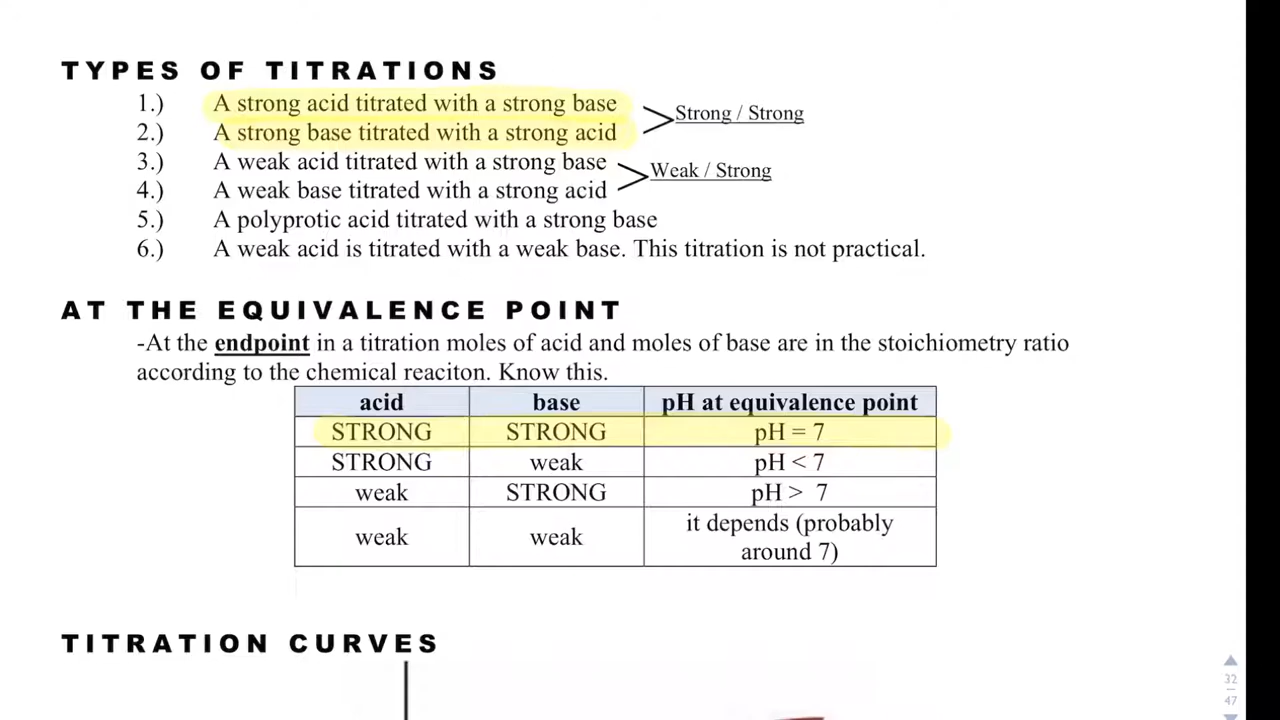 TYPES OF TITRATIONS
1.) A strong acid titrated with a strong base
Strong / Strong
2.) A strong base titrated with a strong acid
3.) A weak acid titrated with a strong base
Weak / Strong
4.) A weak base titrated with a strong acid
5.) A polyprotic acid titrated with a strong base
6.) A weak acid is titrated with a weak base. This titration is not practical.
AT THE EQUIVALENCE POINT
-At the endpoint in a titration moles of acid and moles of base are in the stoichiometry ratio
according to the chemical reaciton. Know this.
acid base pH at equivalence point
STRONG STRONG pH = 7
STRONG weak pH < 7
weak STRONG pH > 7
weak weak it depends (probably
around 7)
TITRATION CURVES
32
47